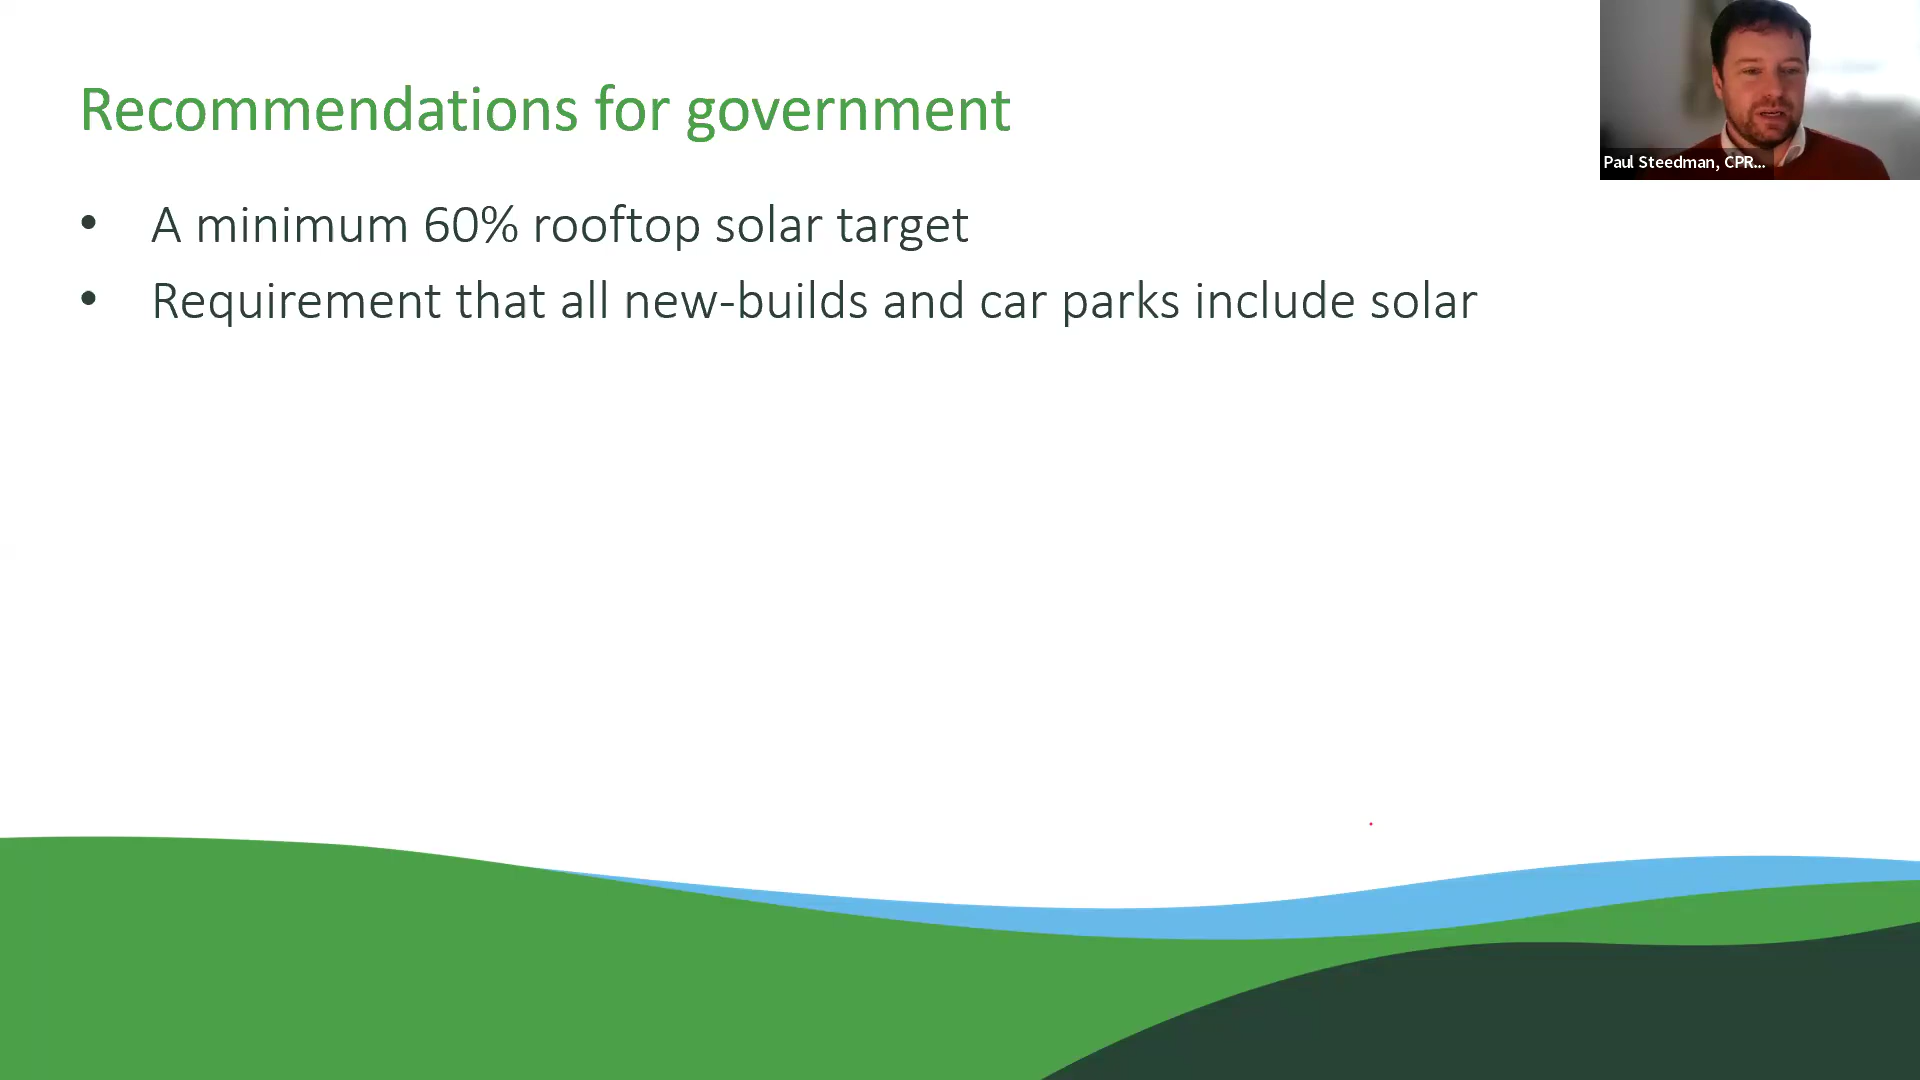 Recommendations for government
• A minimum 60% rooftop solar target
• Requirement that all new-builds and car parks include solar
Paul Steedman, CPR...